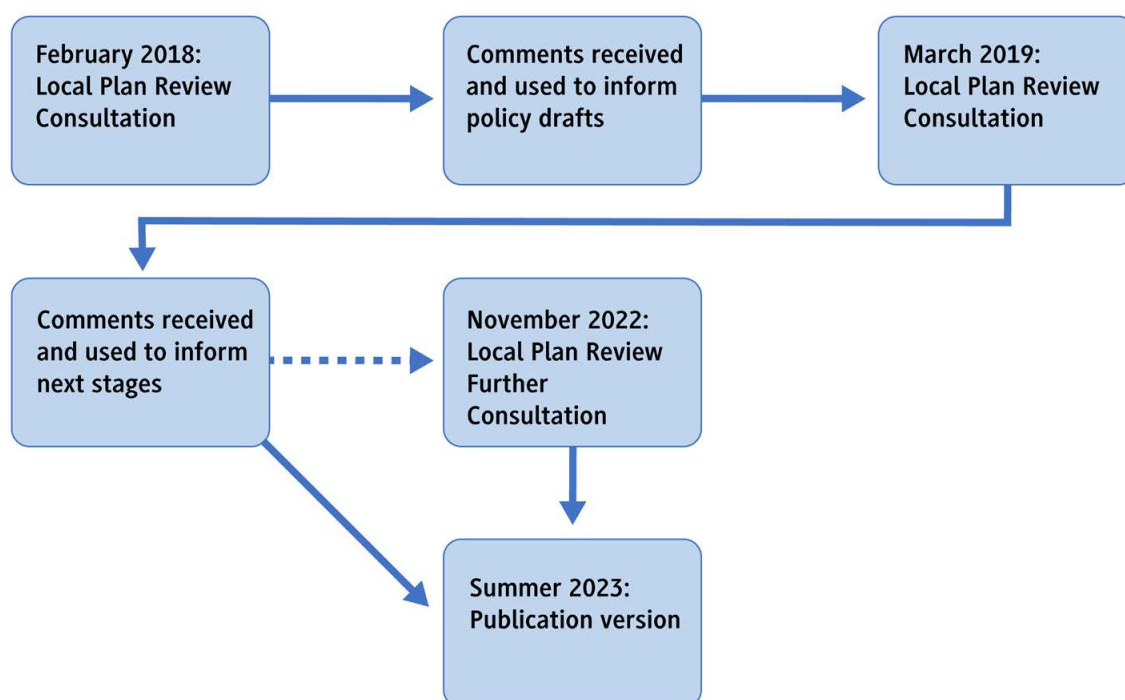 February 2018:
Local Plan Review
Consultation
Comments received
and used to inform
policy drafts
March 2019:
Local Plan Review
Consultation
Comments received
and used to inform
next stages
November 2022:
Local Plan Review
Further
Consultation
Summer 2023:
Publication version